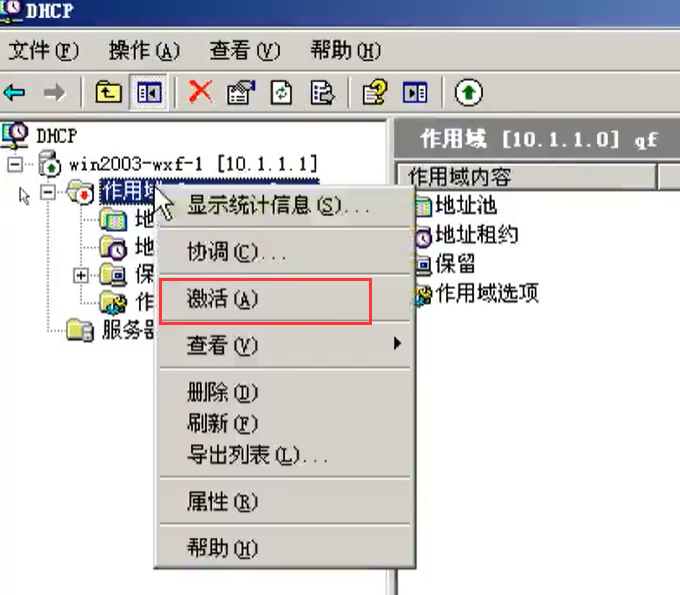 DHCP
文件(F) 操作(A) 查看(V) 帮助(H)
DHCP
win2003-wxf-1 [10.1.1.1]
作用域
地
地
保
作
服务器
作用域 [10.1.1.0] qf
作用域内容
地址池
地址租约
保留
作用域选项
显示统计信息(S)...
协调(C)...
激活(A)
查看(V)
删除(D)
刷新(F)
导出列表(L)...
属性(R)
帮助(H)